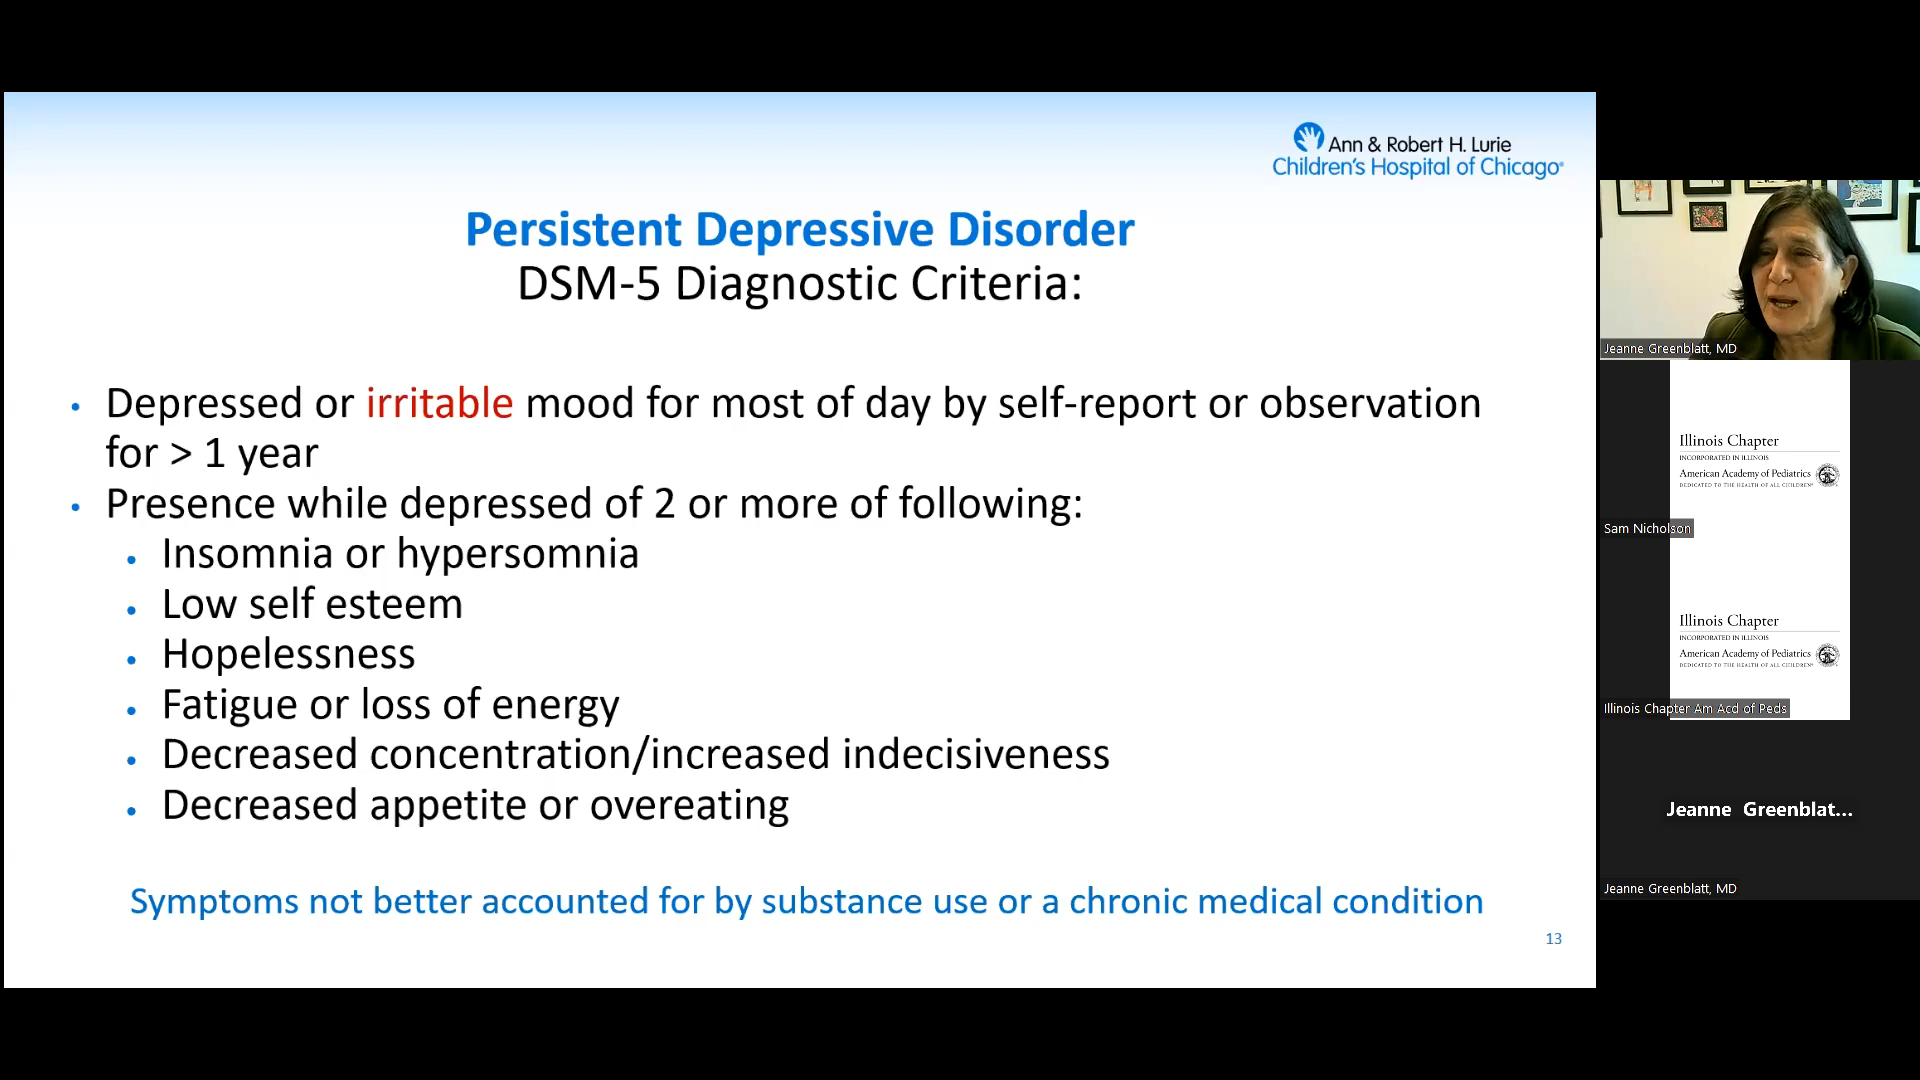 Ann & Robert H. Lurie
Children's Hospital of Chicago®
Persistent Depressive Disorder
DSM-5 Diagnostic Criteria:
• Depressed or irritable mood for most of day by self-report or observation
for > 1 year
• Presence while depressed of 2 or more of following:
• Insomnia or hypersomnia
• Low self esteem
• Hopelessness
• Fatigue or loss of energy
• Decreased concentration/increased indecisiveness
• Decreased appetite or overeating
Symptoms not better accounted for by substance use or a chronic medical condition
13
Jeanne Greenblatt, MD
Illinois Chapter
INCORPORATED IN ILLINOIS
American Academy of Pediatrics
DEDICATED TO THE HEALTH OF ALL CHILDREN®
Sam Nicholson
Illinois Chapter
INCORPORATED IN ILLINOIS
American Academy of Pediatrics
DEDICATED TO THE HEALTH OF ALL CHILDREN®
Illinois Chapter Am Acd of Peds
Jeanne Greenblat...
Jeanne Greenblatt, MD